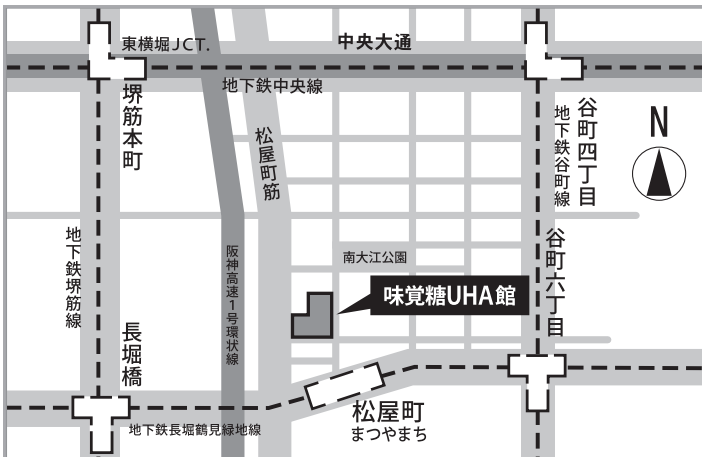 東横堀JCT.
中央大通
地下鉄中央線
堺筋本町
松屋町筋
地下鉄谷町線
谷町四丁目
N
地下鉄堺筋線
阪神高速1号環状線
南大江公園
谷町六丁目
味覚糖UHA館
長堀橋
松屋町
まつやまち
地下鉄長堀鶴見緑地線